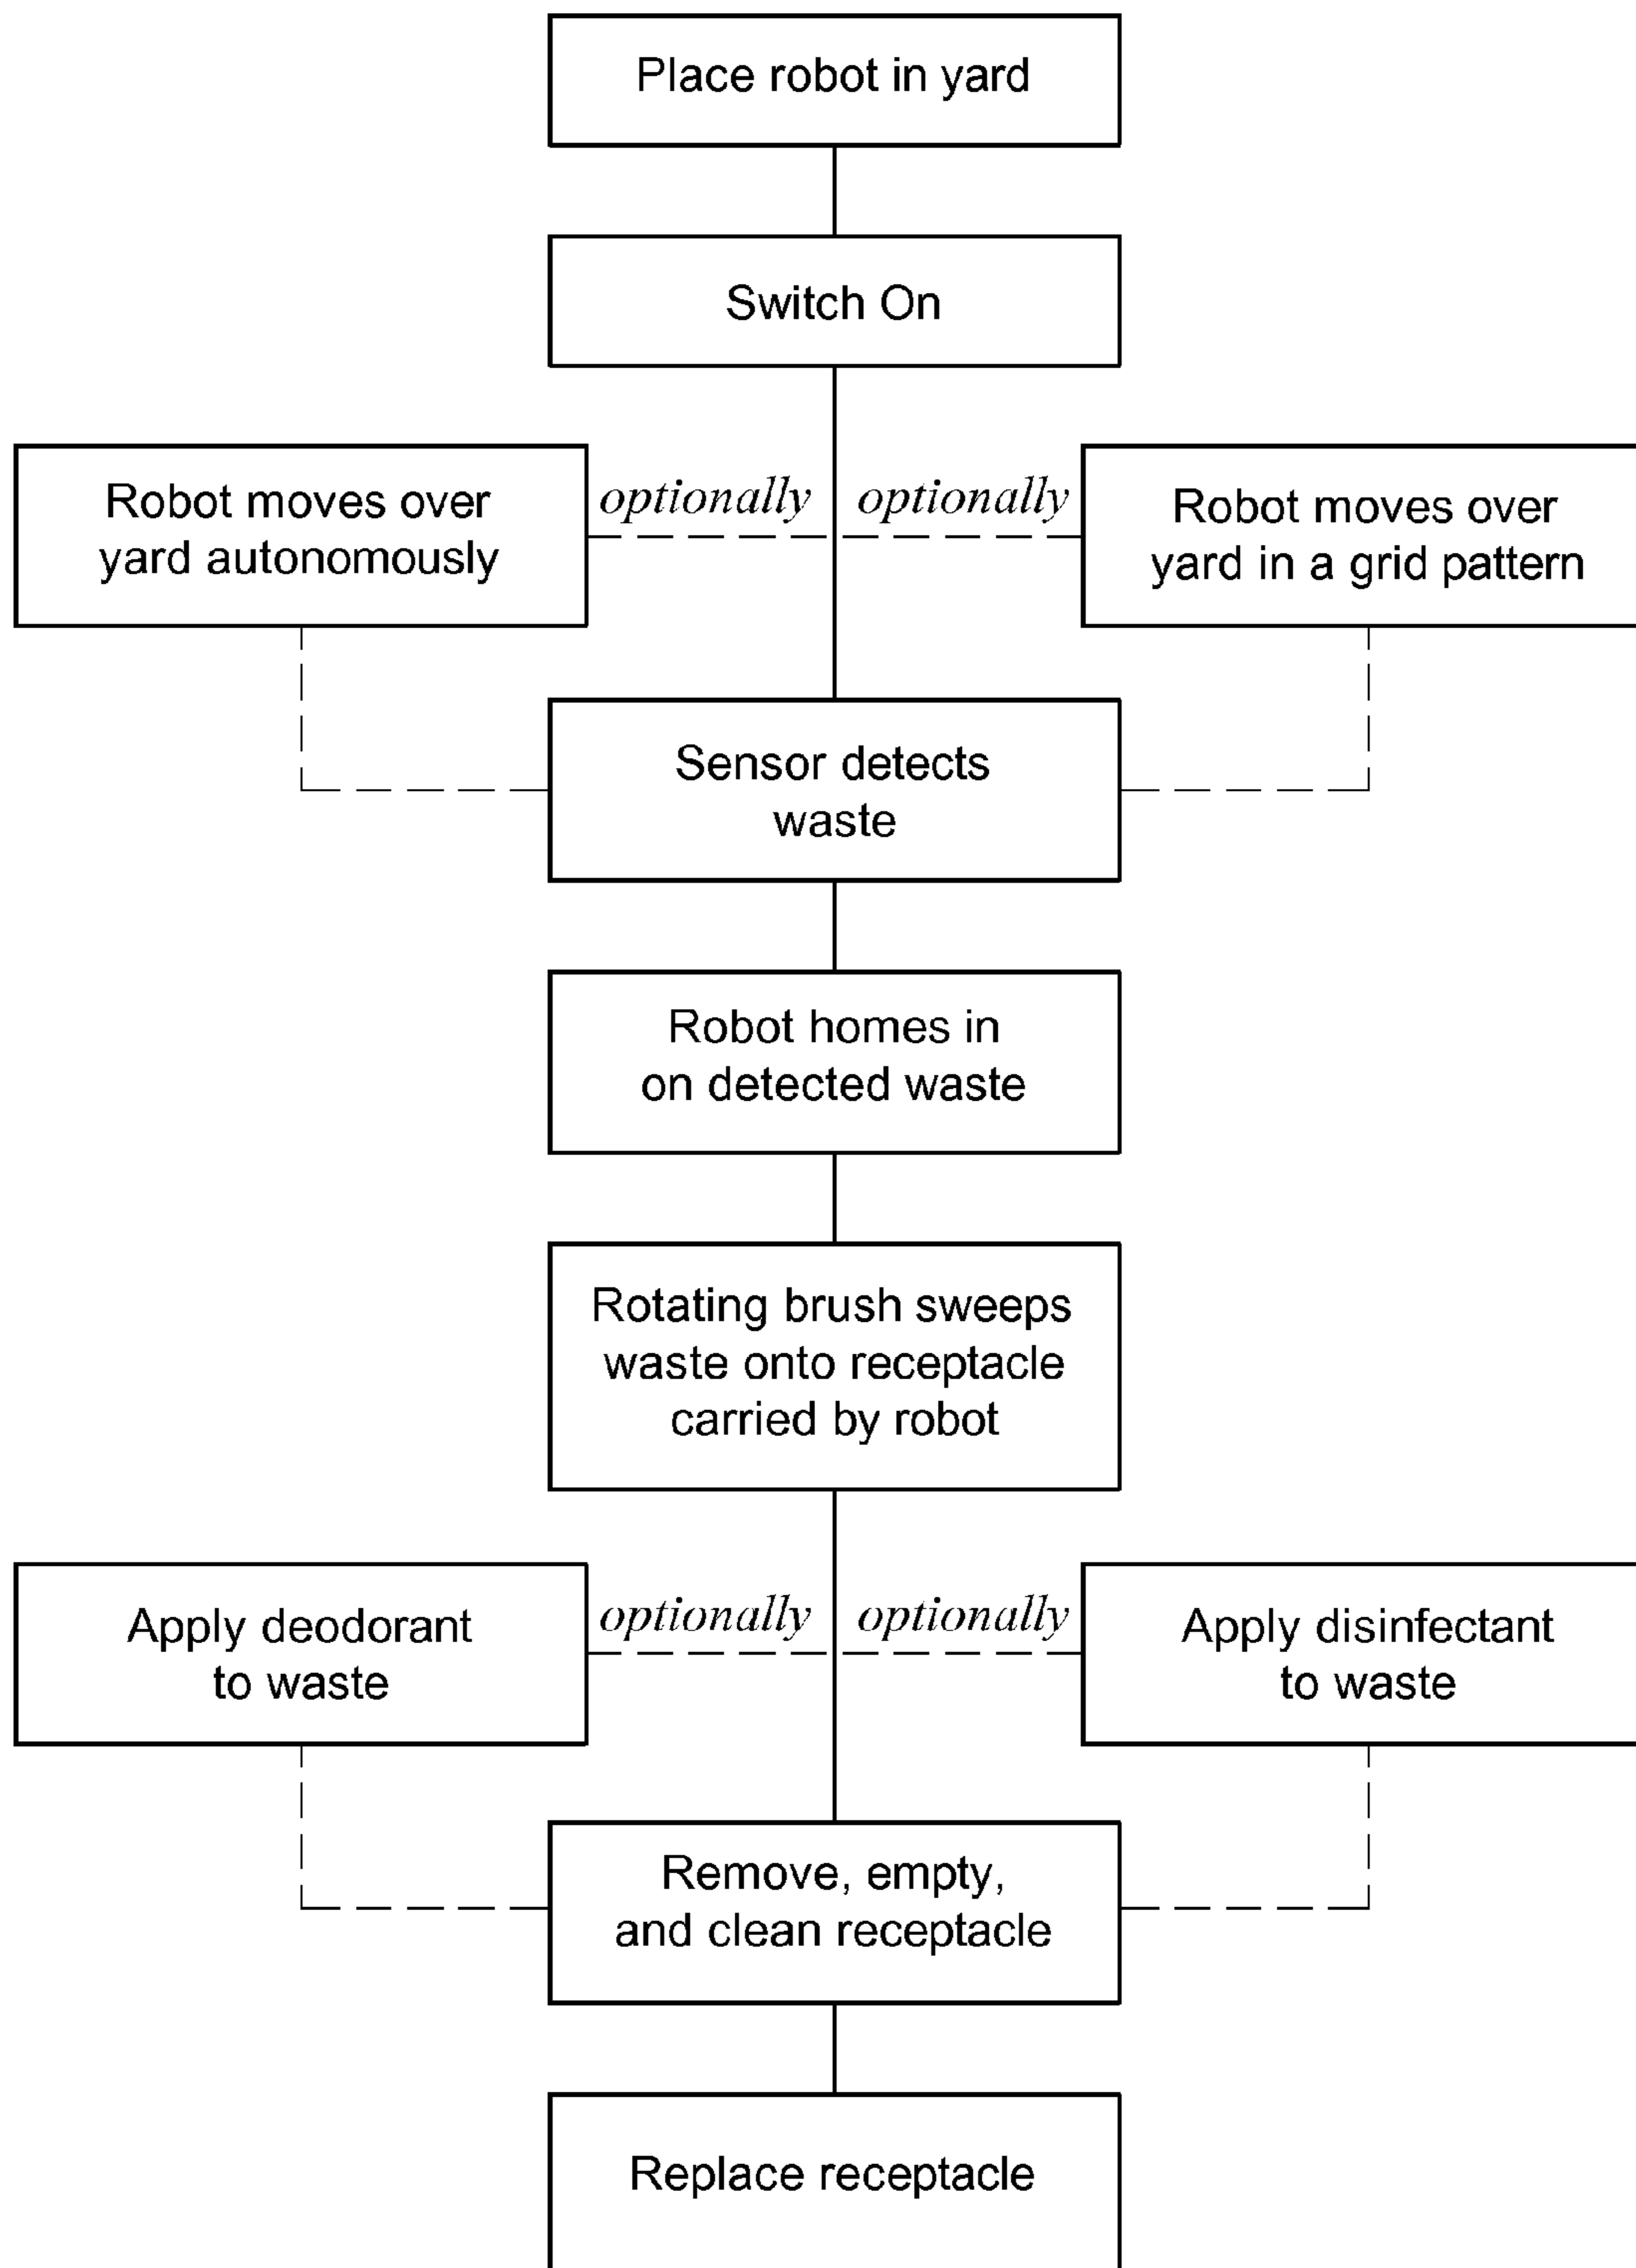 Place robot in yard
Switch On
Robot moves over
yard autonomously
optionally
optionally
Robot moves over
yard in a grid pattern
Sensor detects
waste
Robot homes in
on detected waste
Rotating brush sweeps
waste onto receptacle
carried by robot
Apply deodorant
to waste
optionally
optionally
Apply disinfectant
to waste
Remove, empty,
and clean receptacle
Replace receptacle